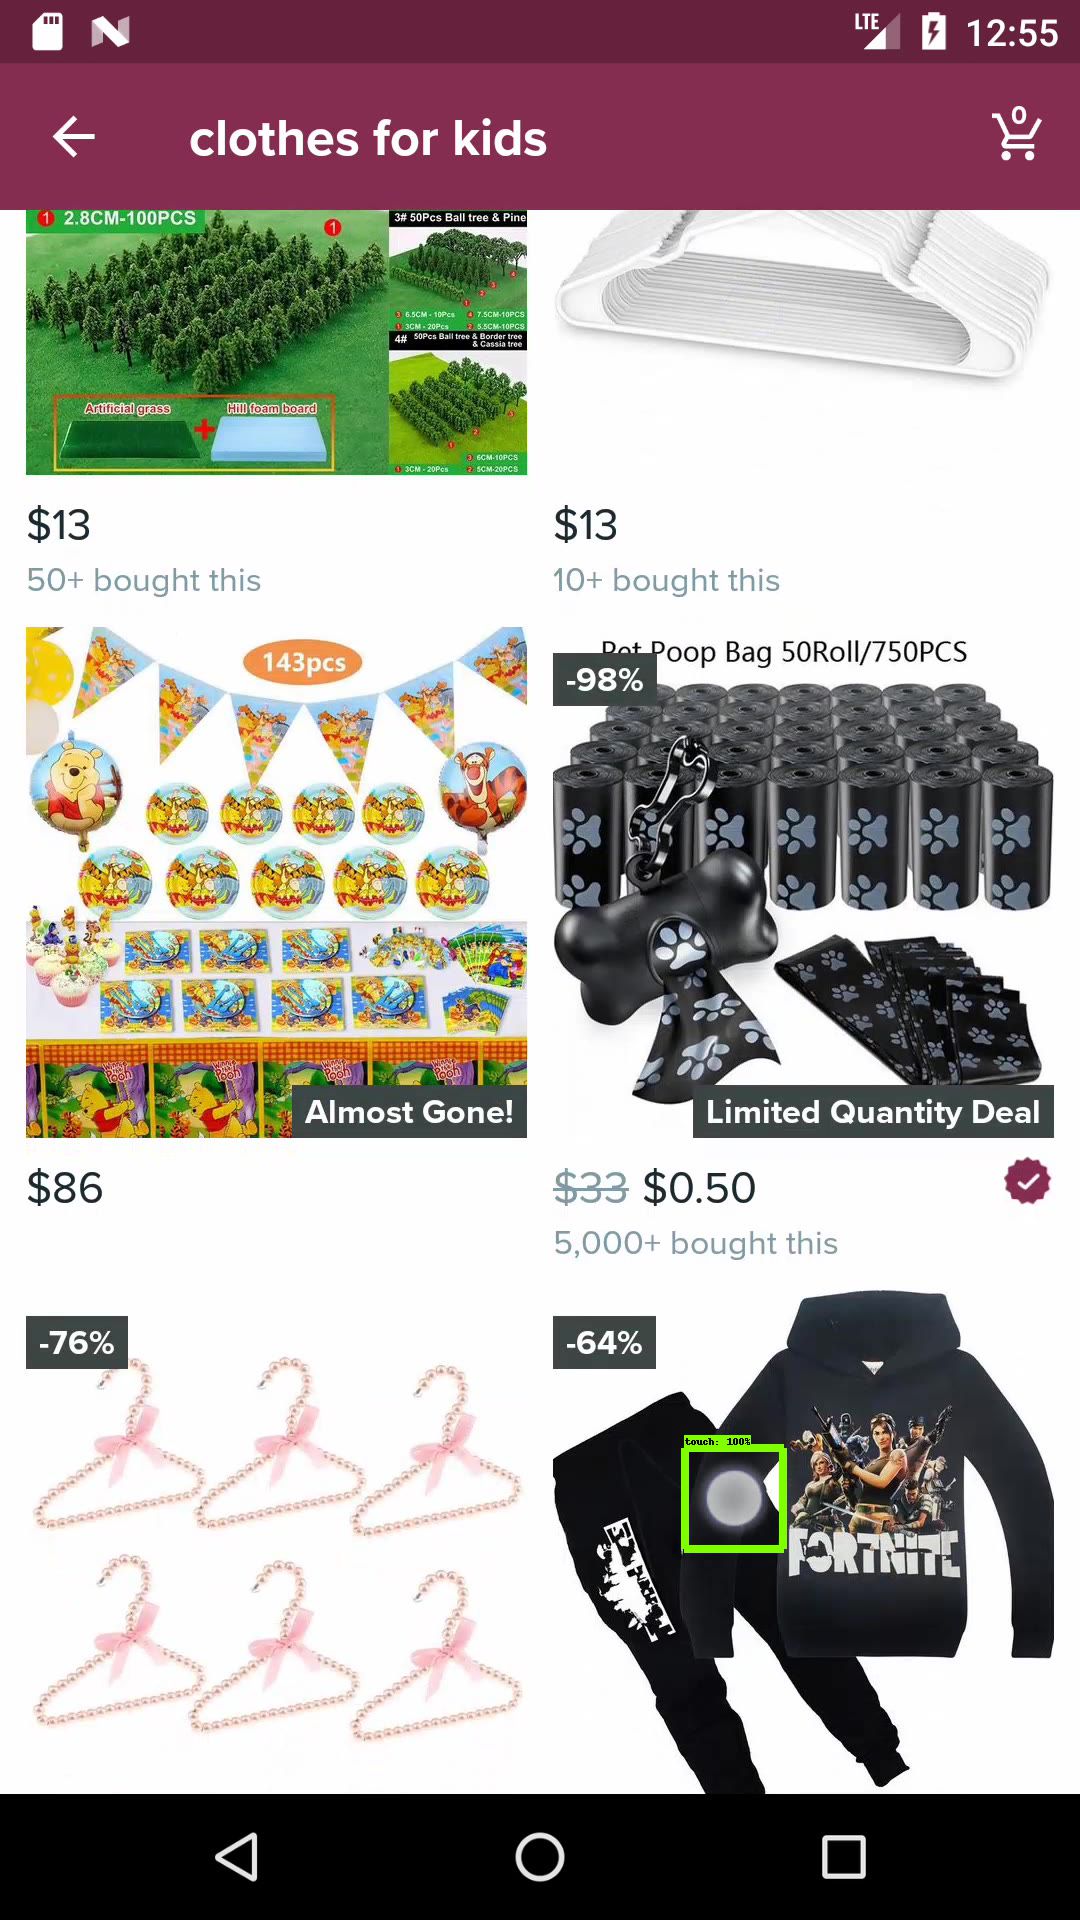 LTE 12:55
clothes for kids
0
1 2.8CM-100PCS
1
3# 50Pcs Ball tree & Pine
3 6.5CM - 10Pcs 4 7.5CM-10PCS
1 3CM - 20Pcs 2 5.5CM-10PCS
4# 50Pcs Ball tree & Border tree
& Cassia tree
Artificial grass + Hill foam board
3 6CM-10PCS
1 3CM - 20Pcs 2 5CM-20PCS
$13
50+ bought this
$13
10+ bought this
143pcs
Almost Gone!
$86
Pet Poop Bag 50Roll/750PCS
-98%
Limited Quantity Deal
$33 $0.50
5,000+ bought this
-76%
-64%
touch: 100%
FORTNITE